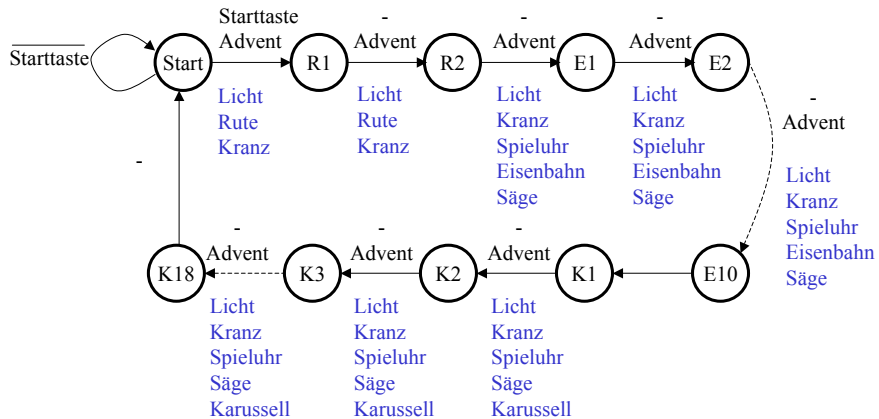 Starttaste
Start
Starttaste
Advent
R1
-
Advent
R2
-
Advent
E1
-
Advent
E2
Licht
Rute
Kranz
Licht
Rute
Kranz
Licht
Kranz
Spieluhr
Eisenbahn
Säge
Licht
Kranz
Spieluhr
Eisenbahn
Säge
-
Advent
Licht
Kranz
Spieluhr
Eisenbahn
Säge
-
K18
-
Advent
K3
-
Advent
K2
-
Advent
K1
E10
Licht
Kranz
Spieluhr
Säge
Karussell
Licht
Kranz
Spieluhr
Säge
Karussell
Licht
Kranz
Spieluhr
Säge
Karussell